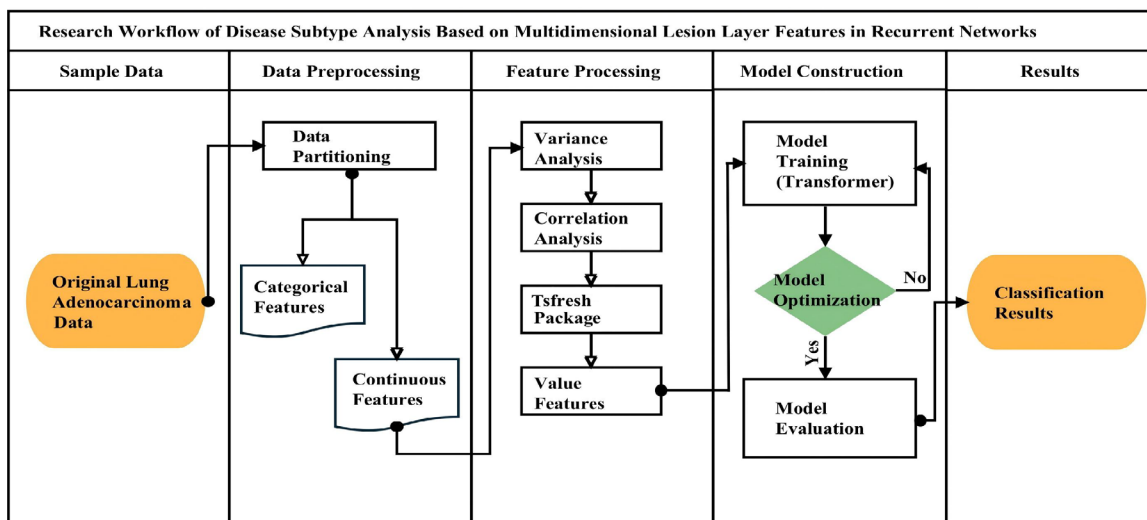 Research Workflow of Disease Subtype Analysis Based on Multidimensional Lesion Layer Features in Recurrent Networks
Sample Data
Data Preprocessing
Feature Processing
Model Construction
Results
Original Lung
Adenocarcinoma
Data
Data
Partitioning
Categorical
Features
Continuous
Features
Variance
Analysis
Correlation
Analysis
Tsfresh
Package
Value
Features
Model
Training
(Transformer)
Model
Optimization
No
Yes
Model
Evaluation
Classification
Results